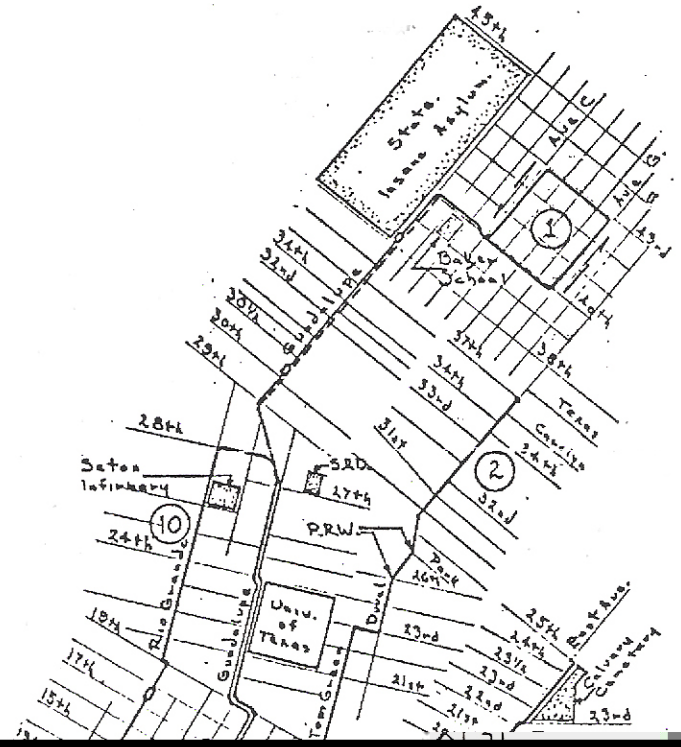 45th
State
Insane Asylum.
Ave C
Ave G
Ave B
43rd
1
Baker
School
40th
34th
32nd
Guadalupe
30½
30th
29th
37th
38th
34th
33rd
31st
Texas
2
32nd
28th
Seton
Infirmary
S.R.D.
27th
10
P.R.W.
24th
Rio Grande
Guadalupe
Univ.
of
Texas
Duval
Park
26th
23rd
25th
24th
23½
23rd
22nd
21st
21st
East Ave.
Calvary
Cemetery
23rd
18th
17th
15th
Tom Green